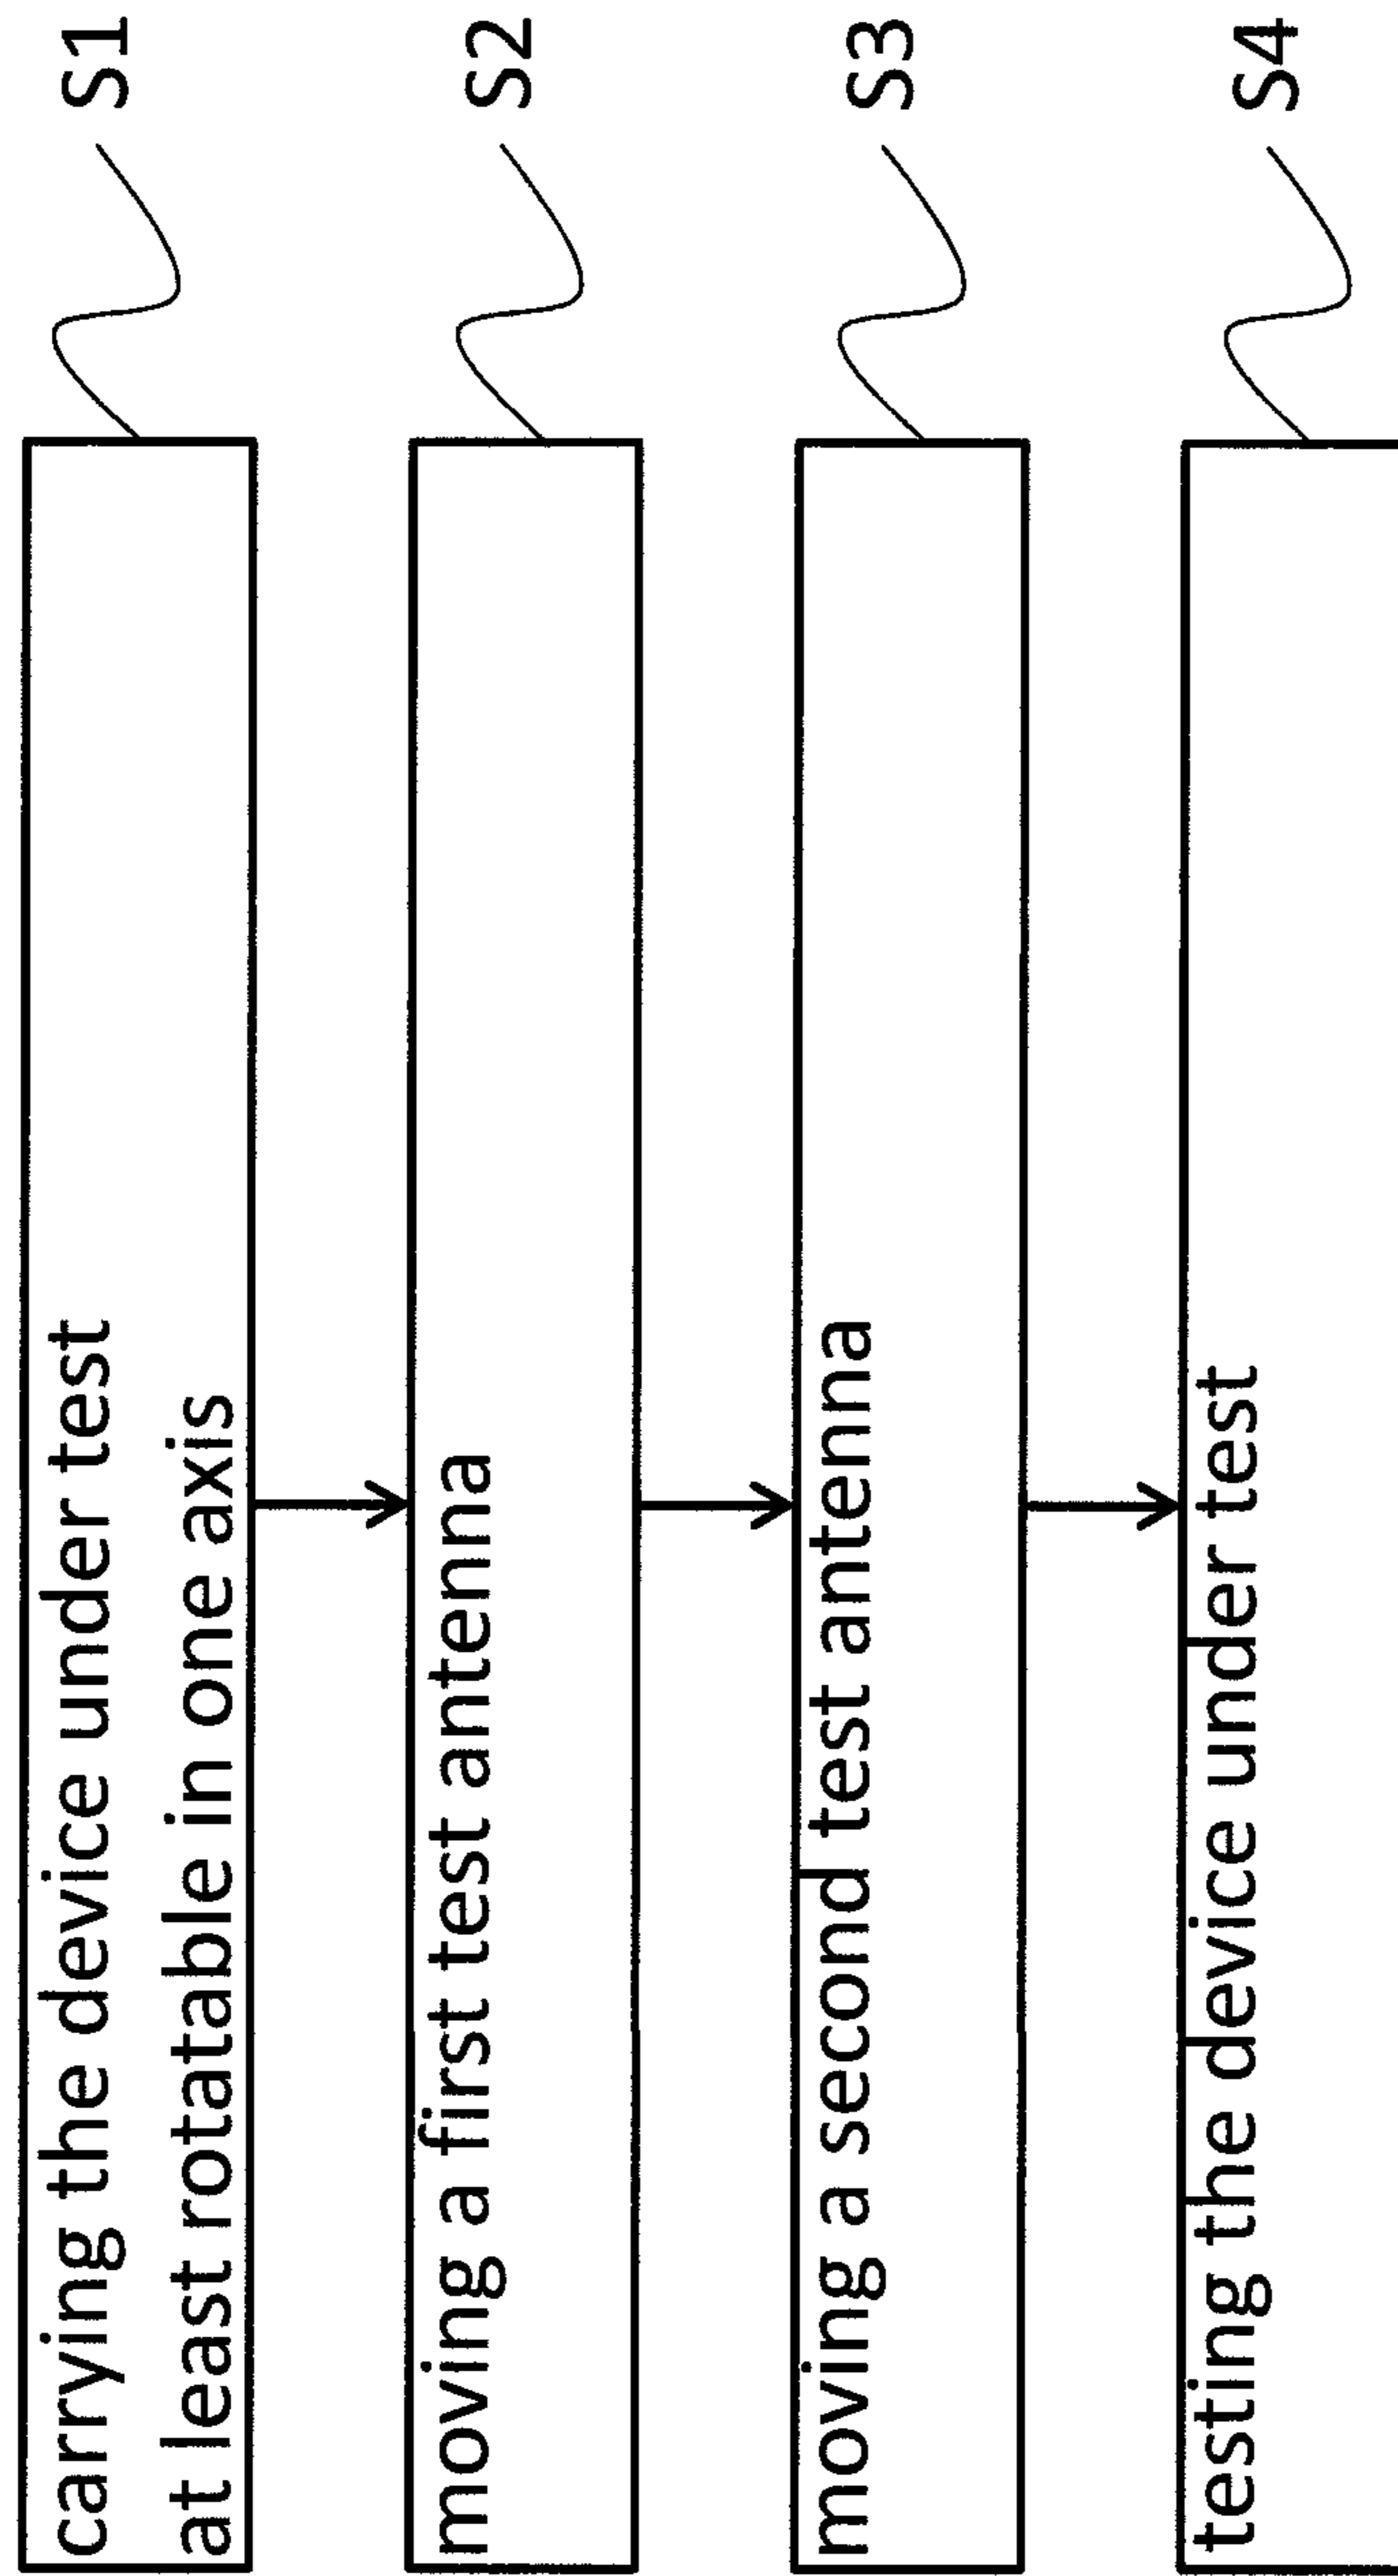 carrying the device under test
at least rotatable in one axis
S1
moving a first test antenna
S2
moving a second test antenna
S3
testing the device under test
S4